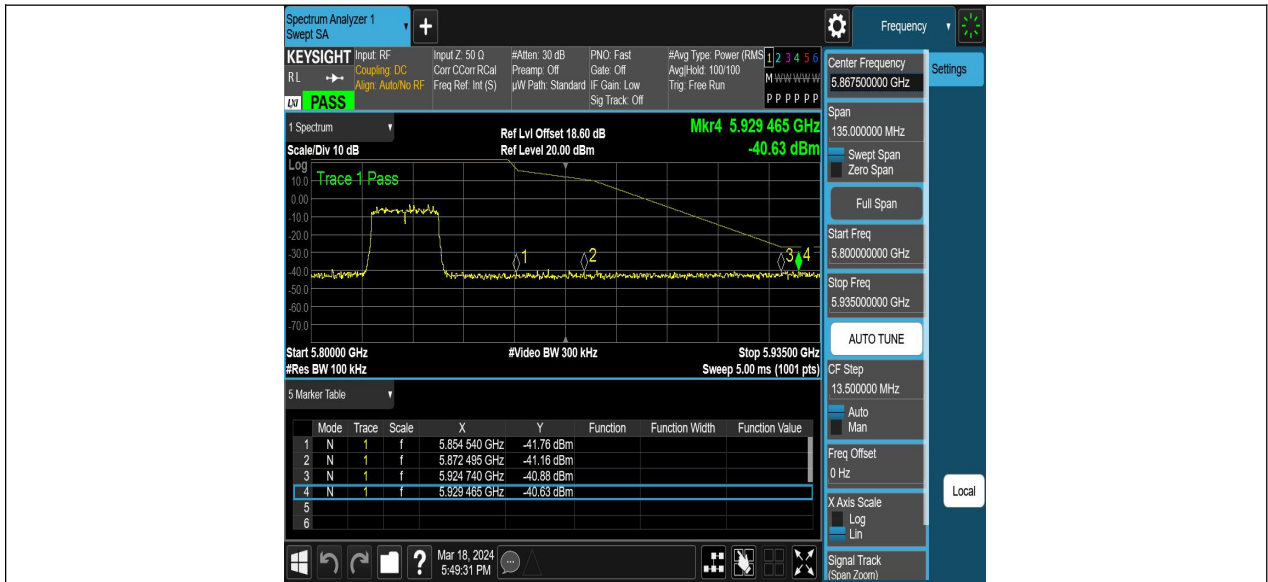 Spectrum Analyzer 1
Swept SA
+
Frequency
KEYSIGHT
RL
LXI PASS
Input: RF
Coupling: DC
Align: Auto/No RF
Input Z: 50 Ω
Corr CCorr RCal
Freq Ref: Int (S)
#Atten: 30 dB
Preamp: Off
µW Path: Standard
PNO: Fast
Gate: Off
IF Gain: Low
Sig Track: Off
#Avg Type: Power (RMS
Avg|Hold: 100/100
Trig: Free Run
1 2 3 4 5 6
M W W W W W
P P P P P P
1 Spectrum
Scale/Div 10 dB
Ref Lvl Offset 18.60 dB
Ref Level 20.00 dBm
Mkr4 5.929 465 GHz
-40.63 dBm
Log
Trace 1 Pass
10.0
0.00
-10.0
-20.0
-30.0
-40.0
-50.0
-60.0
-70.0
1
2
3
4
Start 5.80000 GHz
#Video BW 300 kHz
Stop 5.93500 GHz
#Res BW 100 kHz
Sweep 5.00 ms (1001 pts)
5 Marker Table
Mode Trace Scale X Y Function Function Width Function Value
1 N 1 f 5.854 540 GHz -41.76 dBm
2 N 1 f 5.872 495 GHz -41.16 dBm
3 N 1 f 5.924 740 GHz -40.88 dBm
4 N 1 f 5.929 465 GHz -40.63 dBm
5
6
?
Mar 18, 2024
5:49:31 PM
Center Frequency
5.867500000 GHz
Span
135.000000 MHz
Swept Span
Zero Span
Full Span
Start Freq
5.800000000 GHz
Stop Freq
5.935000000 GHz
AUTO TUNE
CF Step
13.500000 MHz
Auto
Man
Freq Offset
0 Hz
X Axis Scale
Log
Lin
Signal Track
(Span Zoom)
Settings
Local